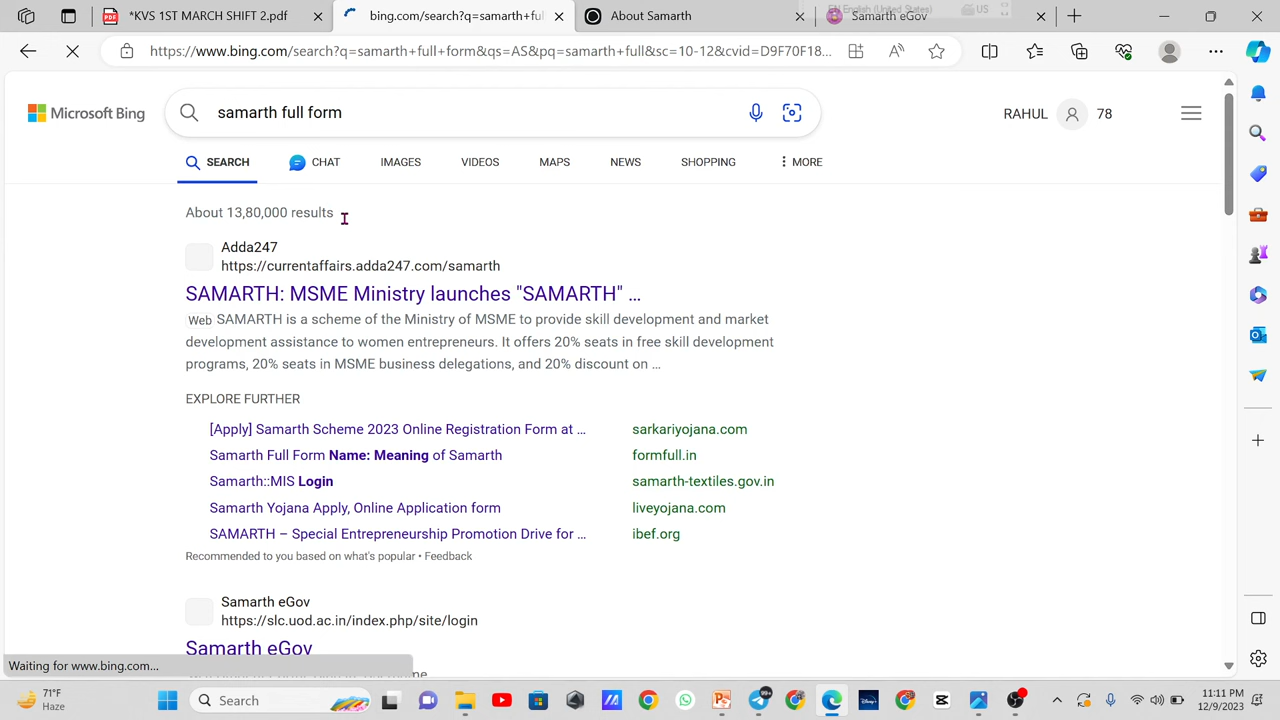 *KVS 1ST MARCH SHIFT 2.pdf
bing.com/search?q=samarth+ful
About Samarth
Samarth eGov
EN English (United States)
US
https://www.bing.com/search?q=samarth+full+form&qs=AS&pq=samarth+full&sc=10-12&cvid=D9F70F18...
Microsoft Bing
samarth full form
RAHUL
78
SEARCH
CHAT
IMAGES
VIDEOS
MAPS
NEWS
SHOPPING
MORE
About 13,80,000 results
Adda247
https://currentaffairs.adda247.com/samarth
SAMARTH: MSME Ministry launches "SAMARTH" ...
Web SAMARTH is a scheme of the Ministry of MSME to provide skill development and market
development assistance to women entrepreneurs. It offers 20% seats in free skill development
programs, 20% seats in MSME business delegations, and 20% discount on ...
EXPLORE FURTHER
[Apply] Samarth Scheme 2023 Online Registration Form at ... sarkariyojana.com
Samarth Full Form Name: Meaning of Samarth formfull.in
Samarth::MIS Login samarth-textiles.gov.in
Samarth Yojana Apply, Online Application form liveyojana.com
SAMARTH – Special Entrepreneurship Promotion Drive for ... ibef.org
Recommended to you based on what's popular • Feedback
Samarth eGov
https://slc.uod.ac.in/index.php/site/login
Samarth eGov
Waiting for www.bing.com...
71°F
Haze
Search
99+
11:11 PM
12/9/2023